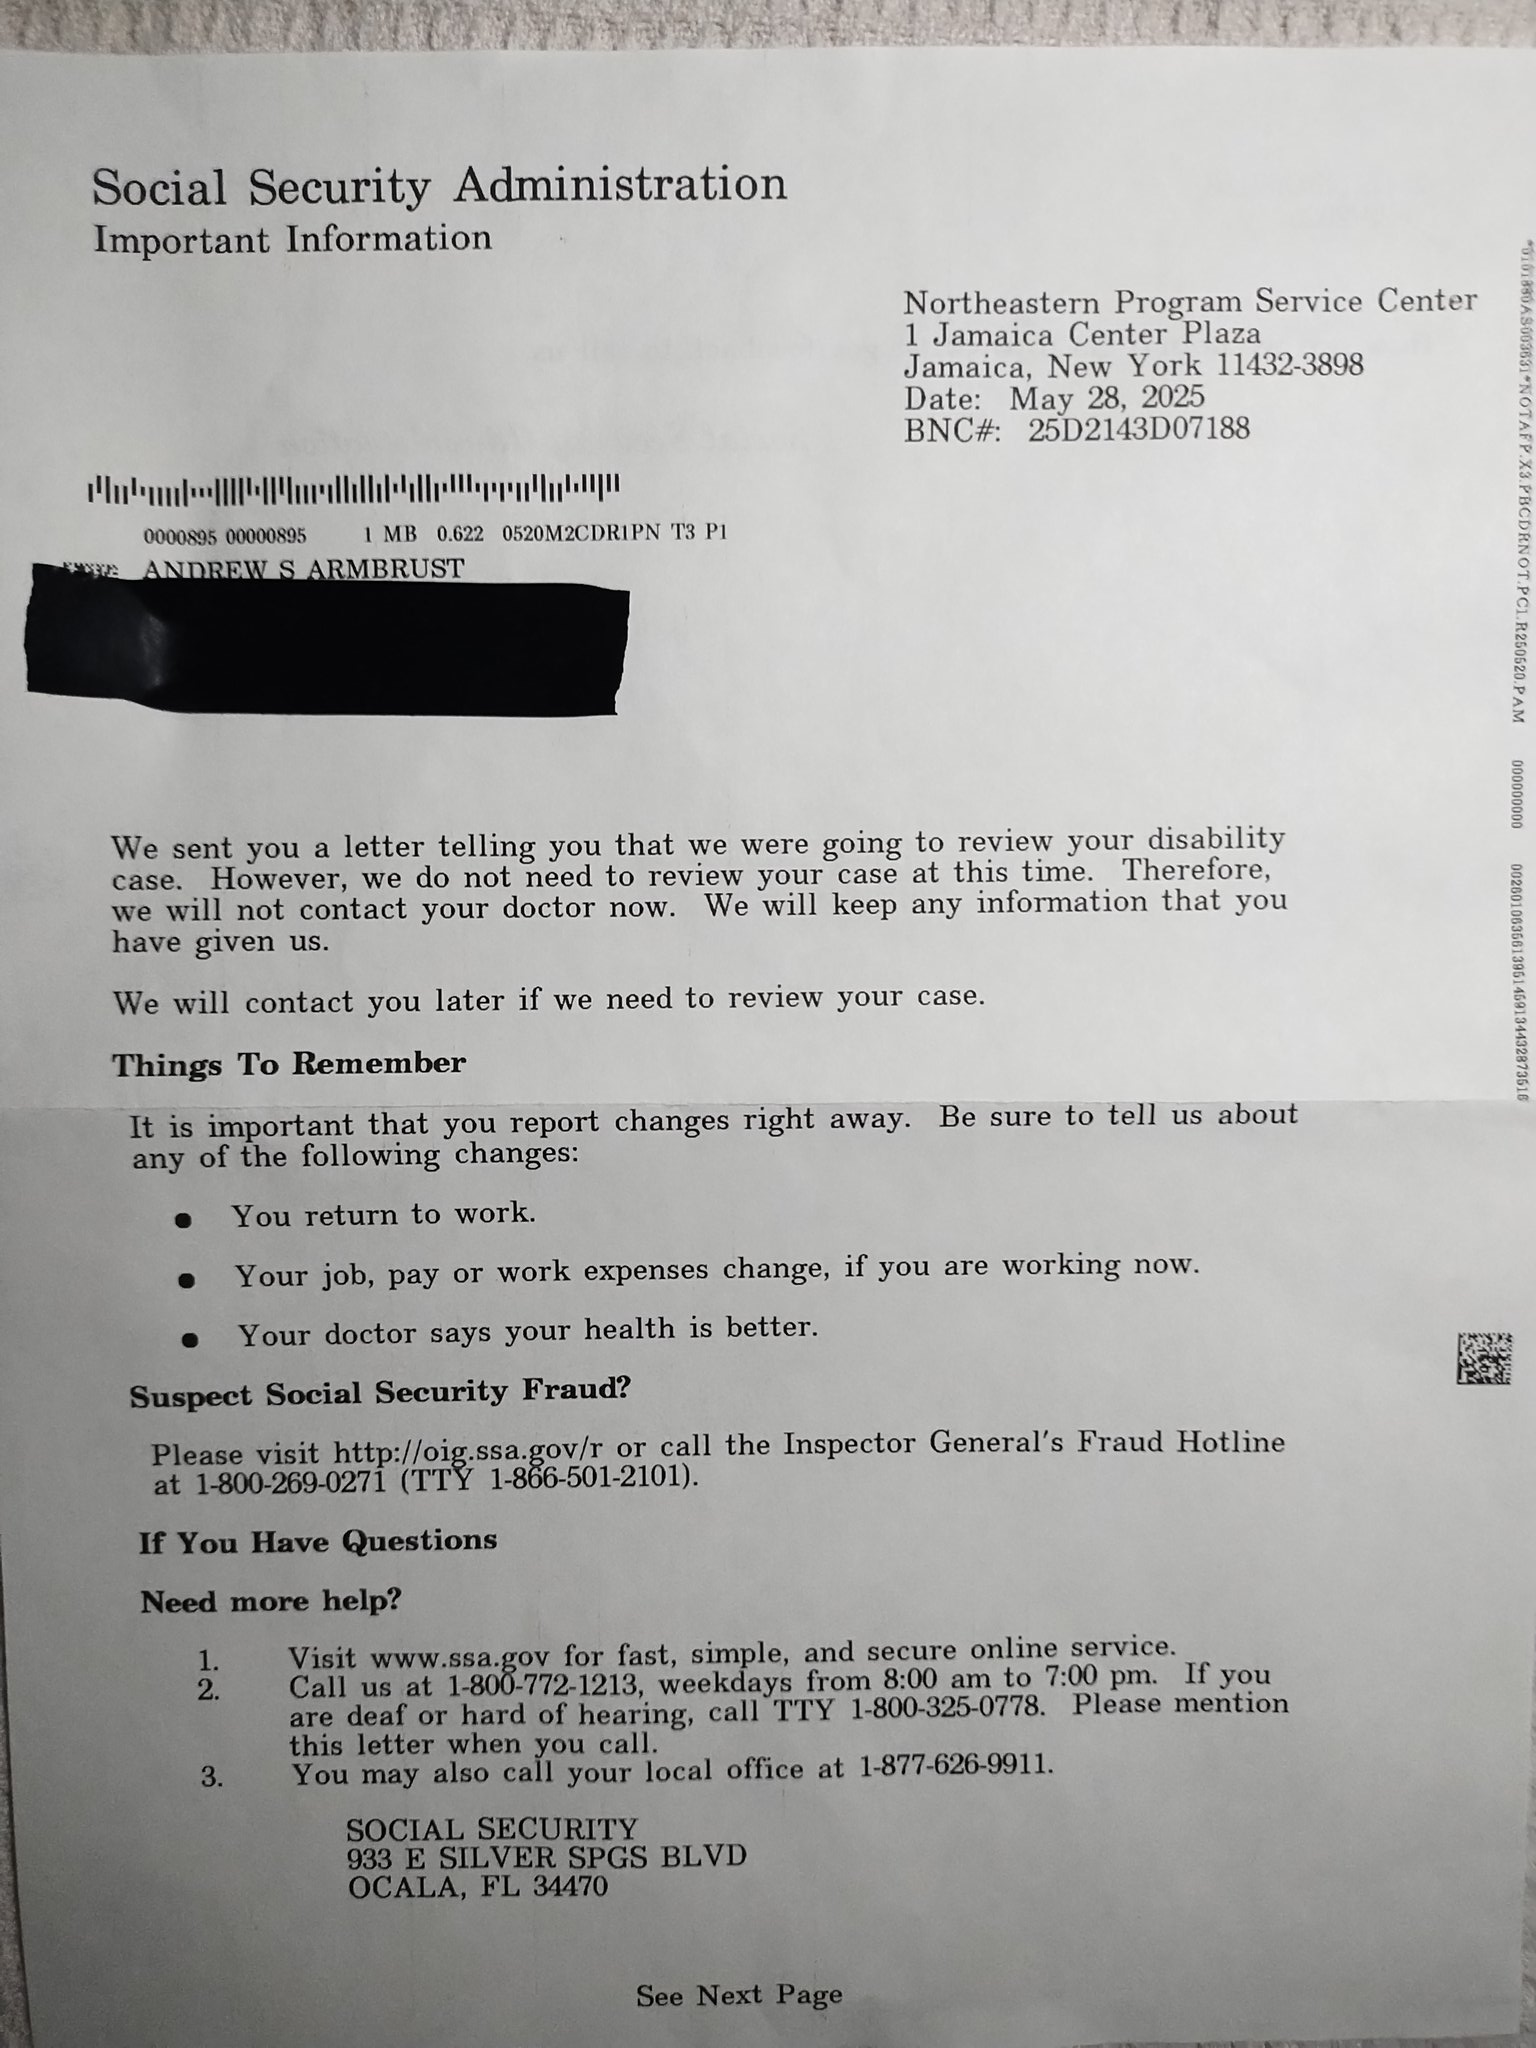 Social Security Administration
Important Information
Northeastern Program Service Center
1 Jamaica Center Plaza
Jamaica, New York 11432-3898
Date: May 28, 2025
BNC#: 25D2143D07188
0000895 00000895 1 MB 0.622 0520M2CDR1PN T3 P1
ANDREW S ARMBRUST
We sent you a letter telling you that we were going to review your disability
case. However, we do not need to review your case at this time. Therefore,
we will not contact your doctor now. We will keep any information that you
have given us.
We will contact you later if we need to review your case.
Things To Remember
It is important that you report changes right away. Be sure to tell us about
any of the following changes:
• You return to work.
• Your job, pay or work expenses change, if you are working now.
• Your doctor says your health is better.
Suspect Social Security Fraud?
Please visit http://oig.ssa.gov/r or call the Inspector General's Fraud Hotline
at 1-800-269-0271 (TTY 1-866-501-2101).
If You Have Questions
Need more help?
1. Visit www.ssa.gov for fast, simple, and secure online service.
2. Call us at 1-800-772-1213, weekdays from 8:00 am to 7:00 pm. If you
are deaf or hard of hearing, call TTY 1-800-325-0778. Please mention
this letter when you call.
3. You may also call your local office at 1-877-626-9911.
SOCIAL SECURITY
933 E SILVER SPGS BLVD
OCALA, FL 34470
See Next Page
000000000